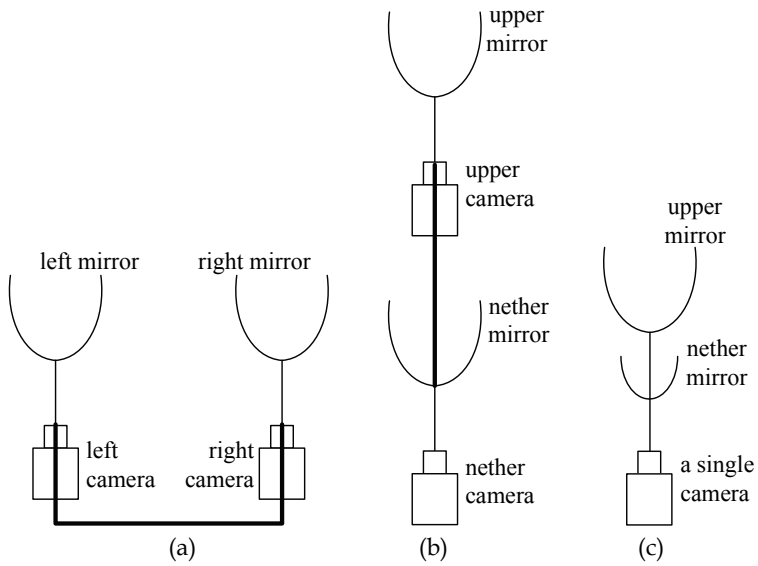 left mirror
right mirror
left
camera
right
camera
(a)
upper
mirror
upper
camera
nether
mirror
nether
camera
(b)
upper
mirror
nether
mirror
a single
camera
(c)